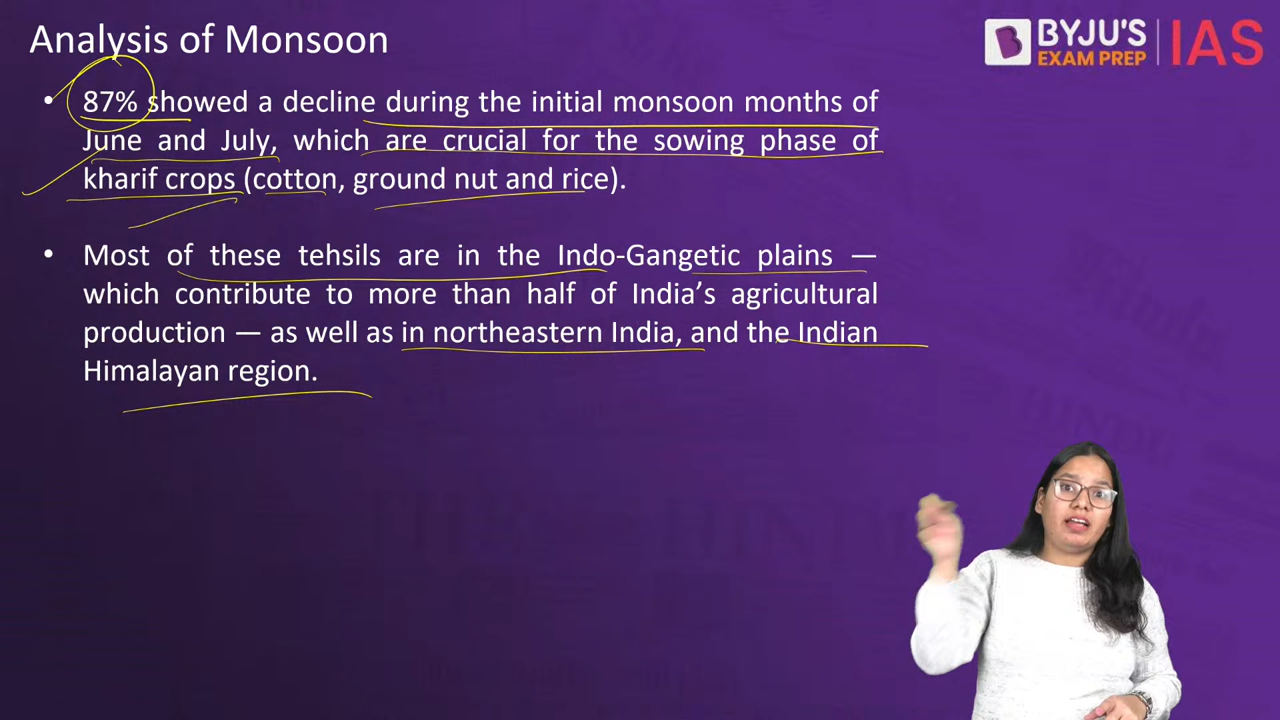 Analysis of Monsoon
BYJU'S
EXAM PREP
IAS
• 87% showed a decline during the initial monsoon months of
June and July, which are crucial for the sowing phase of
kharif crops (cotton, ground nut and rice).
• Most of these tehsils are in the Indo-Gangetic plains —
which contribute to more than half of India’s agricultural
production — as well as in northeastern India, and the Indian
Himalayan region.